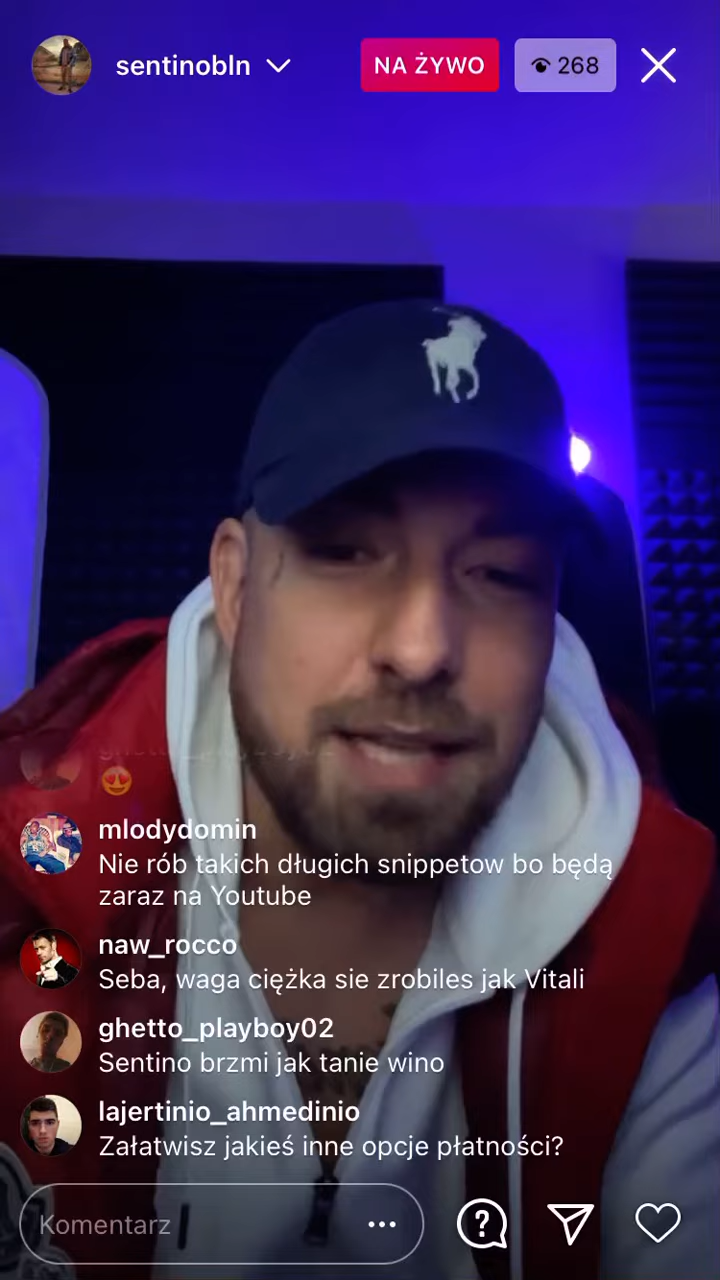 sentinobln
NA ŻYWO
268
mlodydomin
Nie rób takich długich snippetow bo będą
zaraz na Youtube
naw_rocco
Seba, waga ciężka sie zrobiles jak Vitali
ghetto_playboy02
Sentino brzmi jak tanie wino
lajertinio_ahmedinio
Załatwisz jakieś inne opcje płatności?
Komentarz